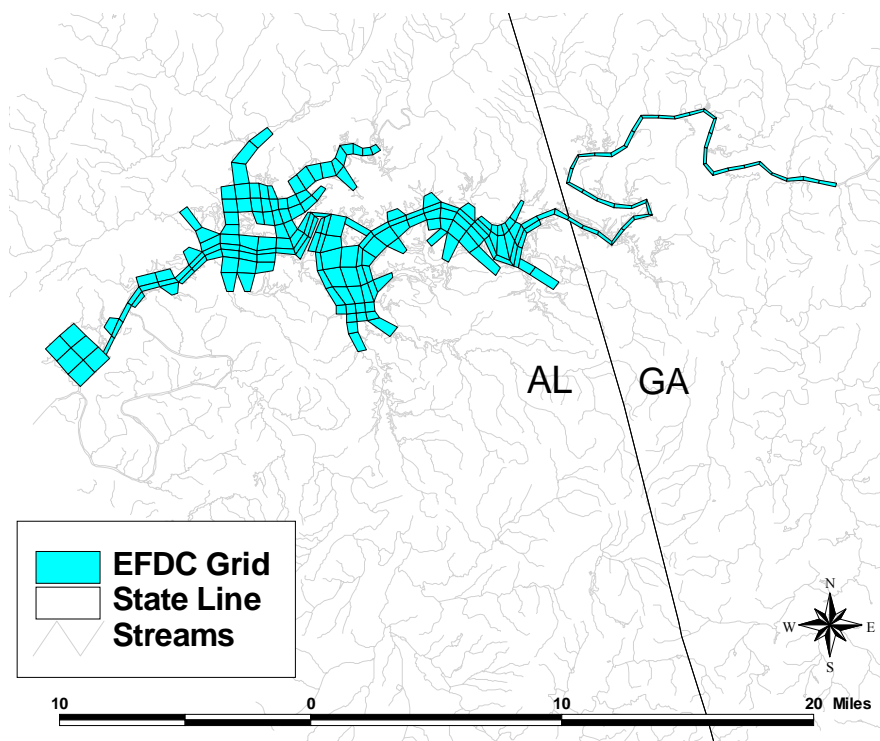 AL GA
EFDC Grid
State Line
Streams
N
W E
S
10 0 10 20 Miles